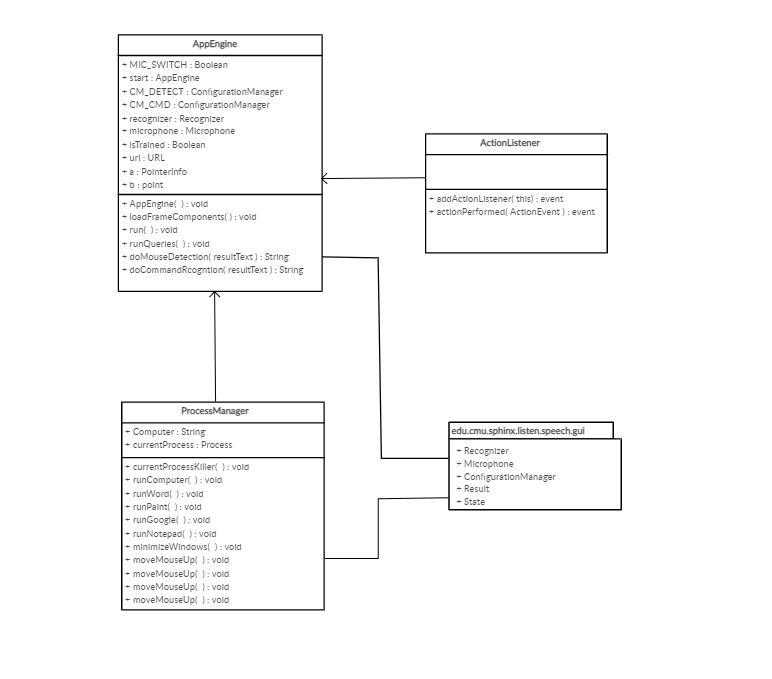 AppEngine
+ MIC_SWITCH : Boolean
+ start : AppEngine
+ CM_DETECT : ConfigurationManager
+ CM_CMD : ConfigurationManager
+ recognizer : Recognizer
+ microphone : Microphone
+ isTrained : Boolean
+ url : URL
+ a : PointerInfo
+ b : point
+ AppEngine( ) : void
+ loadFrameComponents( ) : void
+ run( ) : void
+ runQueries( ) : void
+ doMouseDetection( resultText ) : String
+ doCommandRcogntion( resultText ) : String
ActionListener
+ addActionListener( this) : event
+ actionPerformed( ActionEvent ) : event
ProcessManager
+ Computer : String
+ currentProcess : Process
+ currentProcessKiller( ) : void
+ runComputer( ) : void
+ runWord( ) : void
+ runPaint( ) : void
+ runGoogle( ) : void
+ runNotepad( ) : void
+ minimizeWindows( ) : void
+ moveMouseUp( ) : void
+ moveMouseUp( ) : void
+ moveMouseUp( ) : void
+ moveMouseUp( ) : void
edu.cmu.sphinx.listen.speech.gui
+ Recognizer
+ Microphone
+ ConfigurationManager
+ Result
+ State